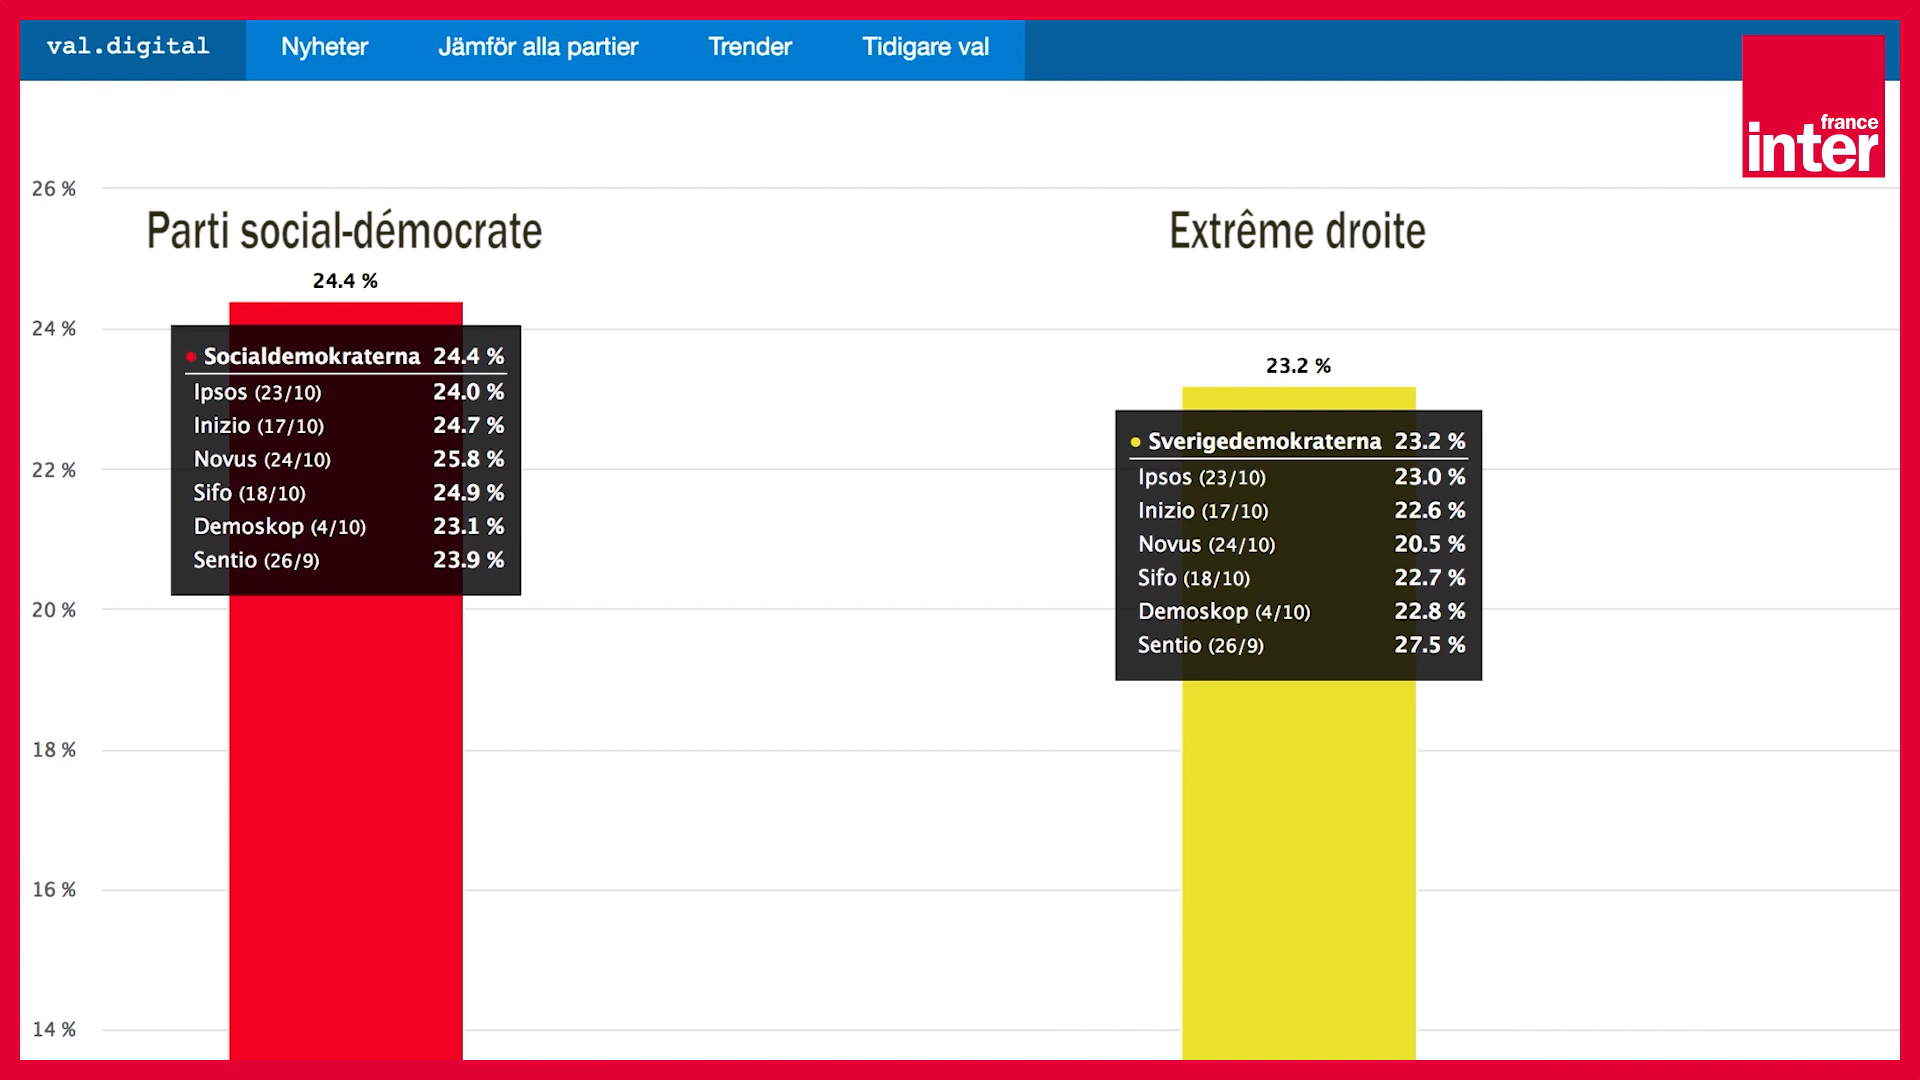 val.digital Nyheter Jämför alla partier Trender Tidigare val
france
inter
26 %
Parti social-démocrate
Extrême droite
24.4 %
24 %
Socialdemokraterna 24.4 %
Ipsos (23/10) 24.0 %
Inizio (17/10) 24.7 %
Novus (24/10) 25.8 %
Sifo (18/10) 24.9 %
Demoskop (4/10) 23.1 %
Sentio (26/9) 23.9 %
23.2 %
Sverigedemokraterna 23.2 %
Ipsos (23/10) 23.0 %
Inizio (17/10) 22.6 %
Novus (24/10) 20.5 %
Sifo (18/10) 22.7 %
Demoskop (4/10) 22.8 %
Sentio (26/9) 27.5 %
22 %
20 %
18 %
16 %
14 %